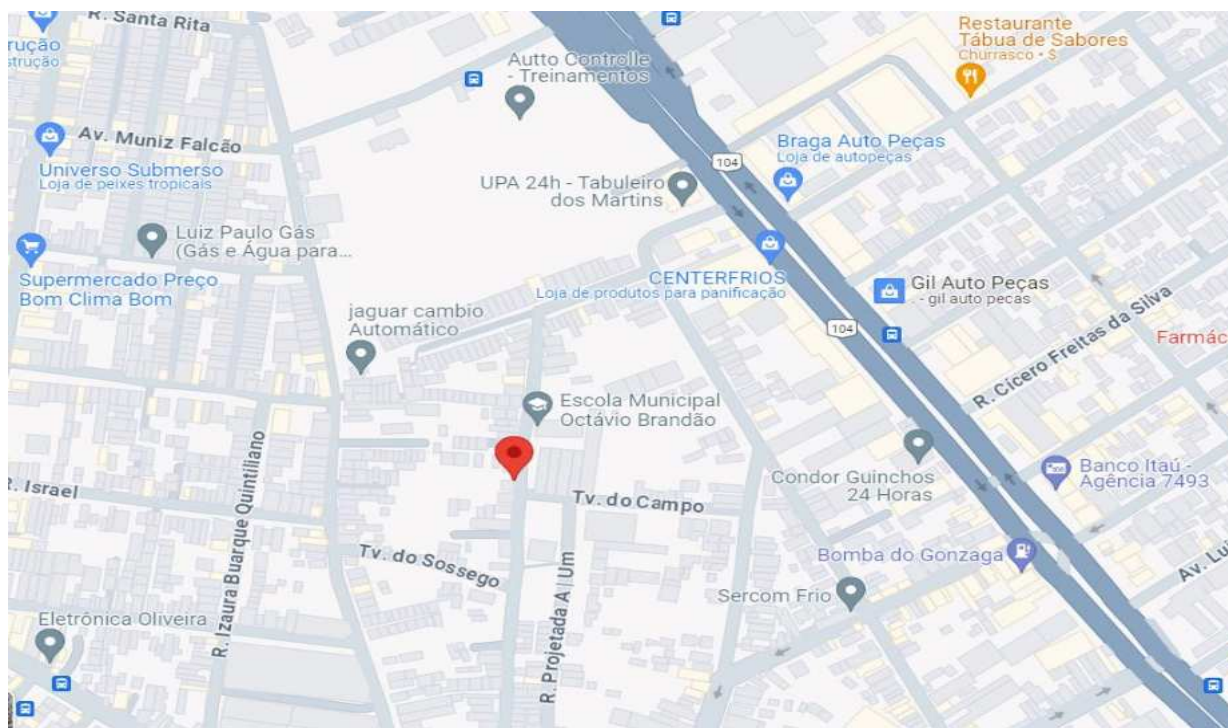 R. Santa Rita
rução
strução
Autto Controlle
- Treinamentos
Restaurante
Tábua de Sabores
Churrasco - $
Av. Muniz Falcão
Universo Submerso
Loja de peixes tropicais
104
Braga Auto Peças
Loja de autopeças
UPA 24h - Tabuleiro
dos Martins
Luiz Paulo Gás
(Gás e Água para...
Supermercado Preço
Bom Clima Bom
CENTERFRIOS
Loja de produtos para panificação
Gil Auto Peças
. - gil auto pecas
jaguar cambio
Automático
104
Farmác
R. Cicero Freitas da Silva
Escola Municipal
Octávio Brandão
R. Izaura Buarque Quintiliano
R. Israel
Tv. do Campo
Condor Guinchos
24 Horas
Banco Itaú -
Agência 7493
Tv. do Sossego
Bomba do Gonzaga
Av. Lui
Sercom Frio
Eletrônica Oliveira
R. Projetada A | Um